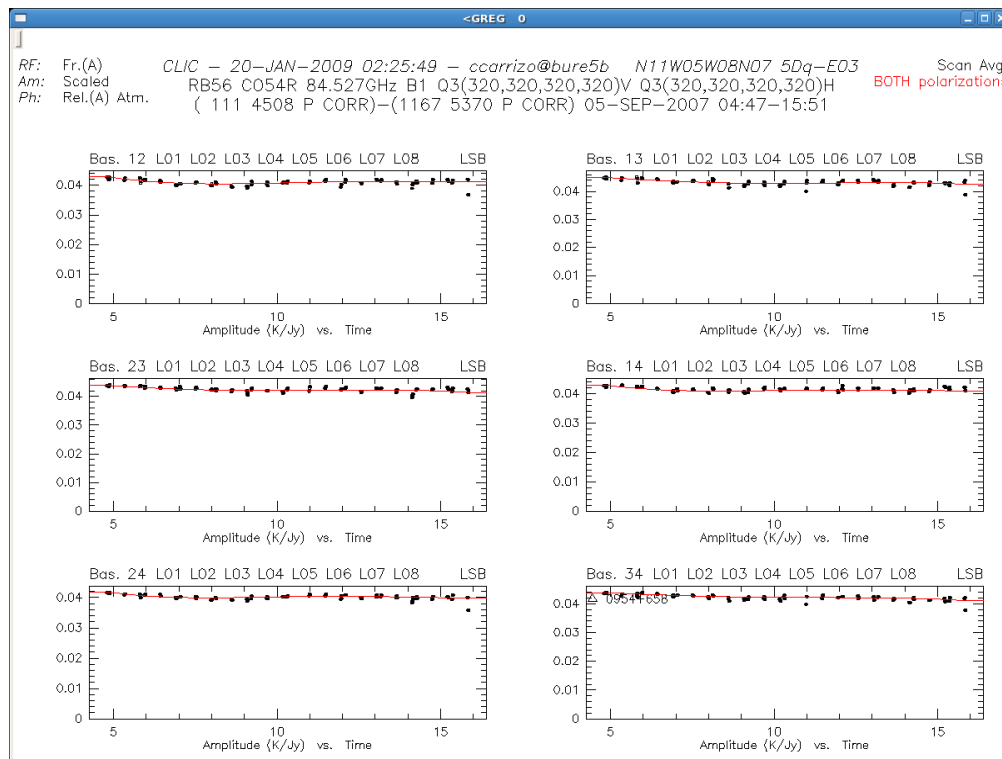 <GREG 0
RF: Fr.(A) CLIC - 20-JAN-2009 02:25:49 - ccarrizo@bure5b N11W05W08N07 5Dq-E03 Scan Avg
Am: Scaled RB56 CO54R 84.527GHz B1 Q3(320,320,320,320)V Q3(320,320,320,320)H BOTH polarization
Ph: Rel.(A) Atm. ( 111 4508 P CORR)-(1167 5370 P CORR) 05-SEP-2007 04:47-15:51
Bas. 12 L01 L02 L03 L04 L05 L06 L07 L08 LSB
0.04
0.03
0.02
0.01
0
5 10 15
Amplitude (K/Jy) vs. Time
Bas. 13 L01 L02 L03 L04 L05 L06 L07 L08 LSB
0.04
0.03
0.02
0.01
0
5 10 15
Amplitude (K/Jy) vs. Time
Bas. 23 L01 L02 L03 L04 L05 L06 L07 L08 LSB
0.04
0.03
0.02
0.01
0
5 10 15
Amplitude (K/Jy) vs. Time
Bas. 14 L01 L02 L03 L04 L05 L06 L07 L08 LSB
0.04
0.03
0.02
0.01
0
5 10 15
Amplitude (K/Jy) vs. Time
Bas. 24 L01 L02 L03 L04 L05 L06 L07 L08 LSB
0.04
0.03
0.02
0.01
0
5 10 15
Amplitude (K/Jy) vs. Time
Bas. 34 L01 L02 L03 L04 L05 L06 L07 L08 LSB
0954+658
0.04
0.03
0.02
0.01
0
5 10 15
Amplitude (K/Jy) vs. Time